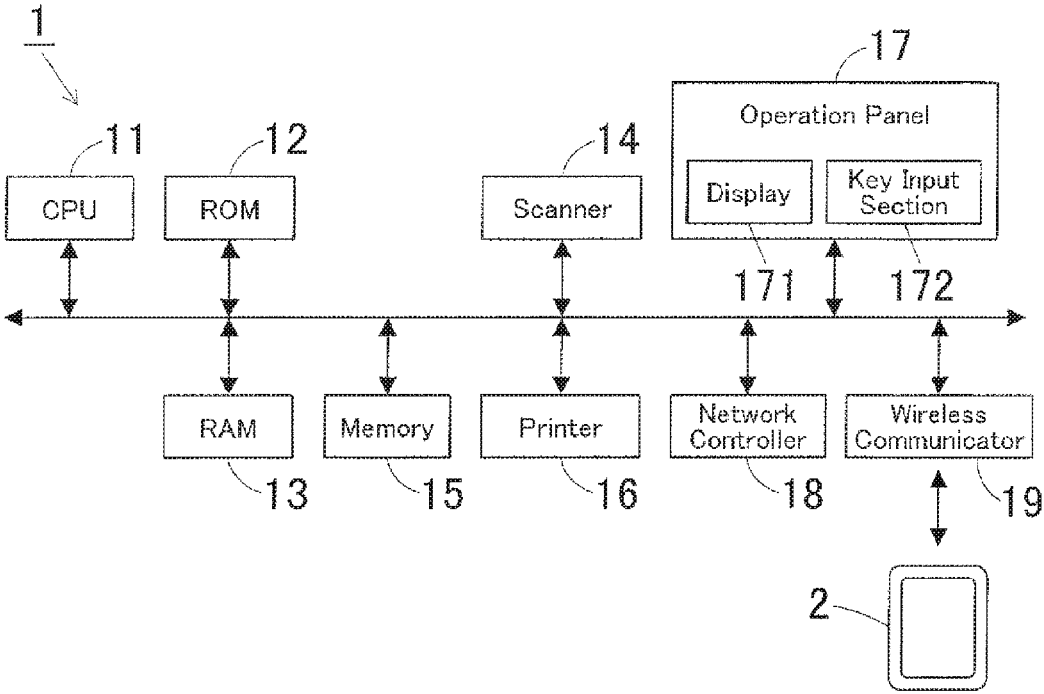 1
17
Operation Panel
11
12
14
CPU
ROM
Scanner
Display
Key Input
Section
171
172
RAM
Memory
Printer
Network
Controller
Wireless
Communicator
13
15
16
18
19
2